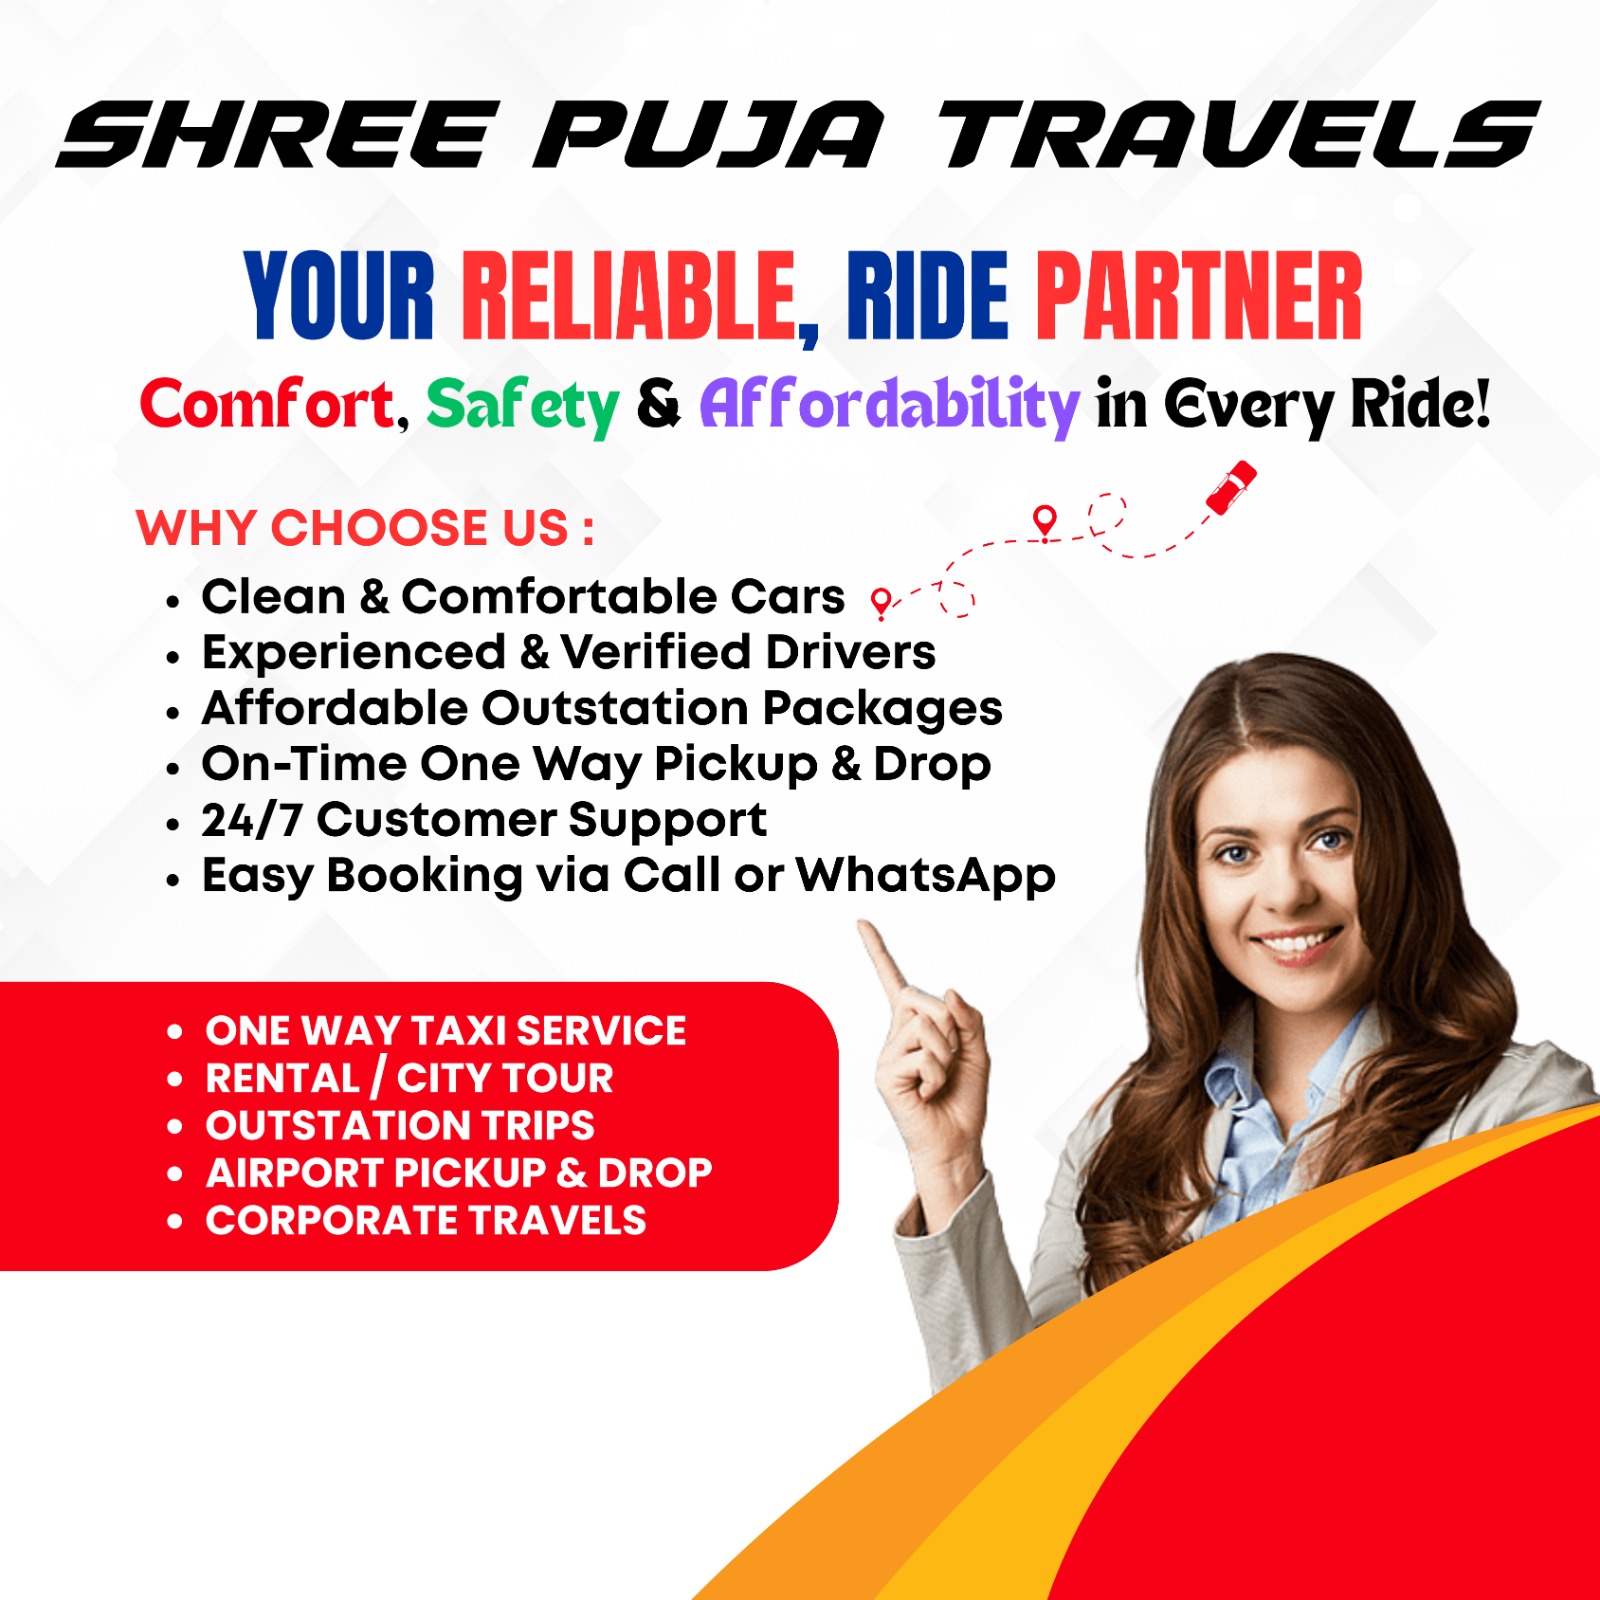 SHREE PUJA TRAVELS
YOUR RELIABLE, RIDE PARTNER
Comfort, Safety & Affordability in Every Ride!
WHY CHOOSE US :
• Clean & Comfortable Cars
• Experienced & Verified Drivers
• Affordable Outstation Packages
• On-Time One Way Pickup & Drop
• 24/7 Customer Support
• Easy Booking via Call or WhatsApp
• ONE WAY TAXI SERVICE
• RENTAL / CITY TOUR
• OUTSTATION TRIPS
• AIRPORT PICKUP & DROP
• CORPORATE TRAVELS